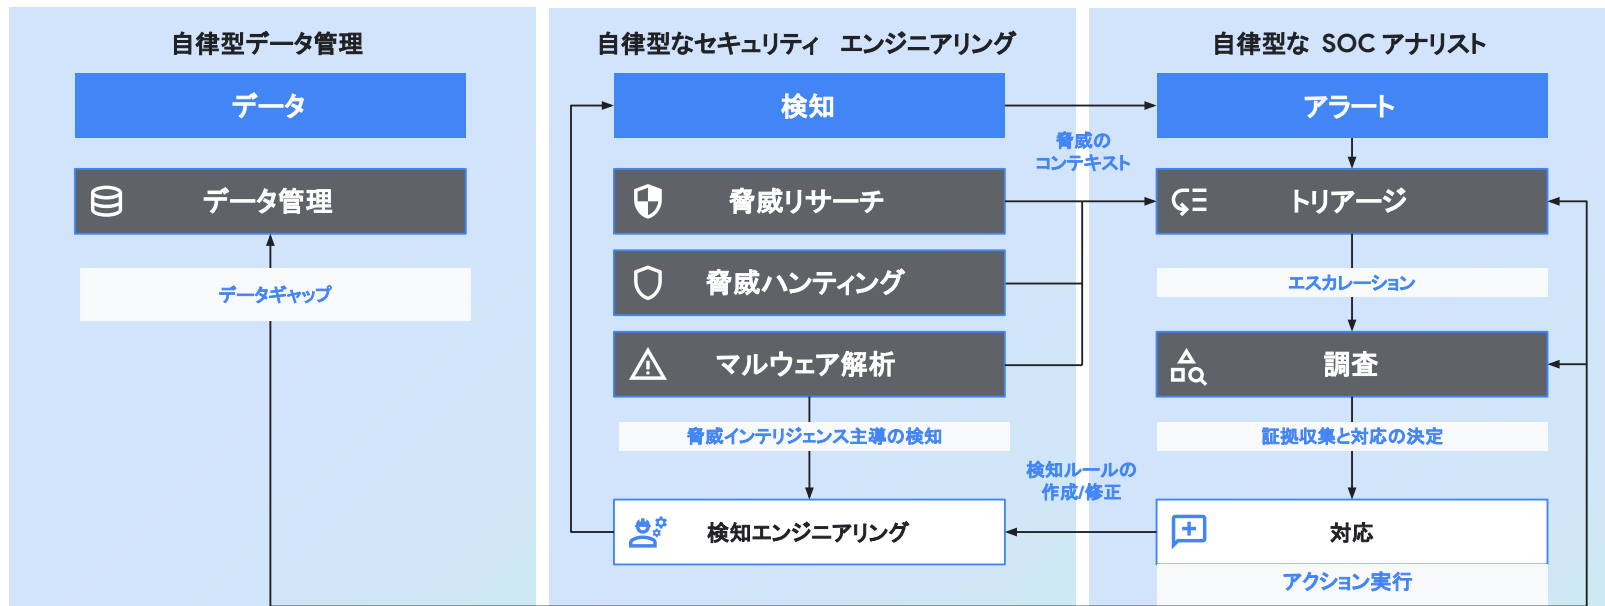 自律型データ管理
データ
データ管理
データギャップ
自律型なセキュリティ エンジニアリング
検知
脅威リサーチ
脅威ハンティング
マルウェア解析
脅威インテリジェンス主導の検知
検知エンジニアリング
脅威の
コンテキスト
検知ルールの
作成/修正
自律型な SOC アナリスト
アラート
トリアージ
エスカレーション
調査
証拠収集と対応の決定
対応
アクション実行